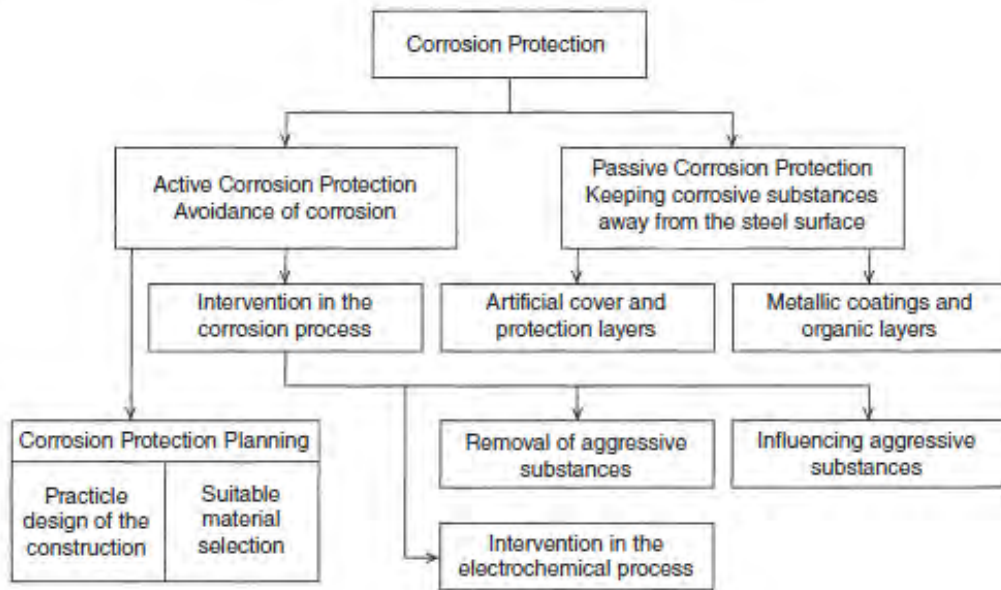 Corrosion Protection
Active Corrosion Protection
Avoidance of corrosion
Passive Corrosion Protection
Keeping corrosive substances
away from the steel surface
Intervention in the
corrosion process
Artificial cover and
protection layers
Metallic coatings and
organic layers
Corrosion Protection Planning
Practicle
design of the
construction
Suitable
material
selection
Removal of aggressive
substances
Influencing aggressive
substances
Intervention in the
electrochemical process